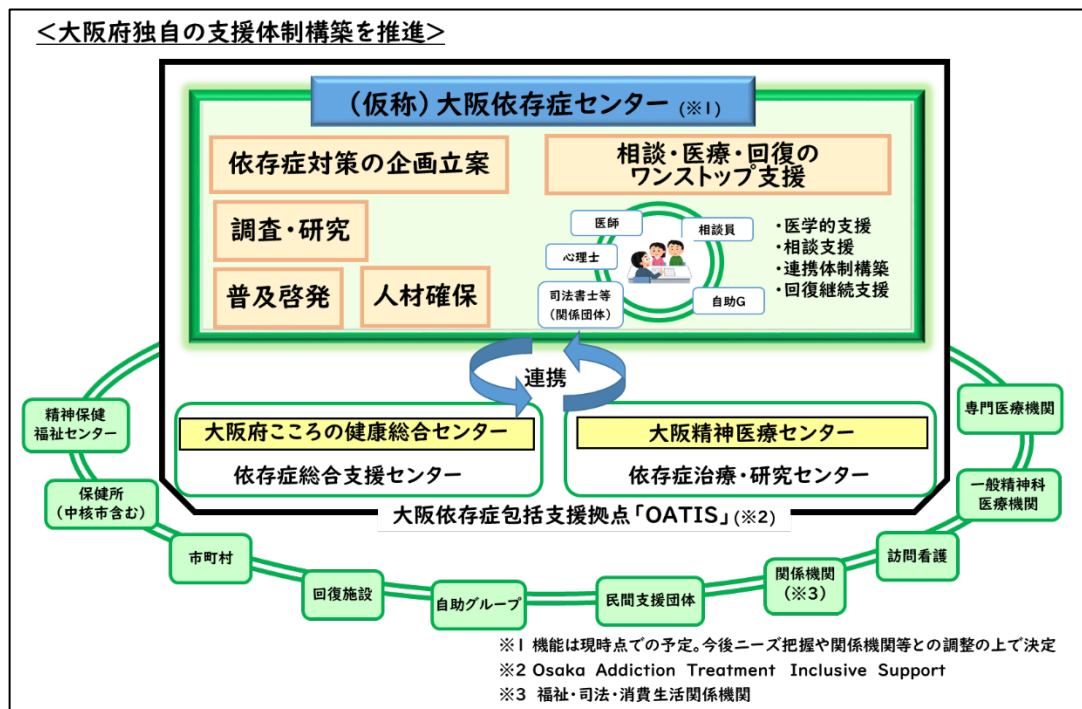 <大阪府独自の支援体制構築を推進>
(仮称)大阪依存症センター(※1)
依存症対策の企画立案
調査・研究
普及啓発
人材確保
相談・医療・回復の
ワンストップ支援
医師
相談員
心理士
司法書士等
(関係団体)
自助G
・医学的支援
・相談支援
・連携体制構築
・回復継続支援
連携
大阪府こころの健康総合センター
依存症総合支援センター
大阪精神医療センター
依存症治療・研究センター
大阪依存症包括支援拠点「OATIS」(※2)
精神保健
福祉センター
保健所
(中核市含む)
市町村
回復施設
自助グループ
民間支援団体
関係機関
(※3)
訪問看護
一般精神科
医療機関
専門医療機関
※1 機能は現時点での予定。今後ニーズ把握や関係機関等との調整の上で決定
※2 Osaka Addiction Treatment Inclusive Support
※3 福祉・司法・消費生活関係機関